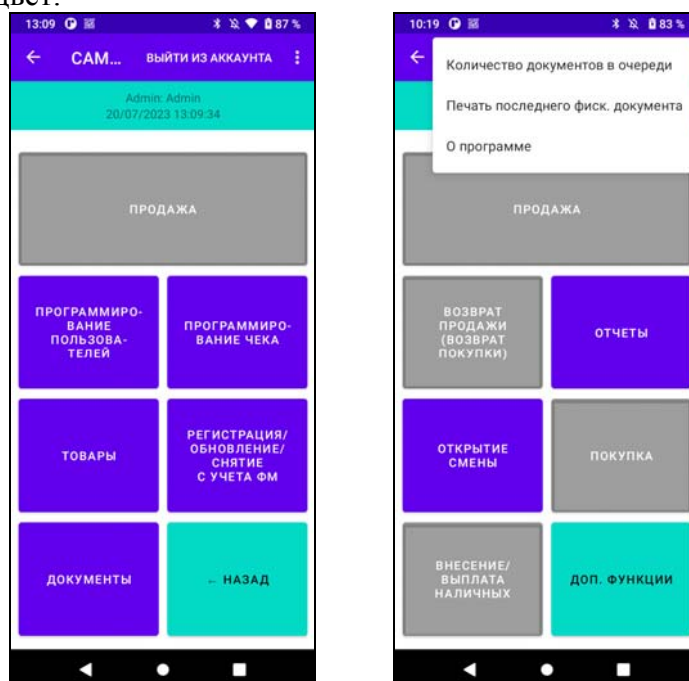 цвет.
13:09
87 %
САМ...
ВЫЙТИ ИЗ АККАУНТА
Admin: Admin
20/07/2023 13:09:34
ПРОДАЖА
ПРОГРАММИРО-
ВАНИЕ
ПОЛЬЗОВА-
ТЕЛЕЙ
ПРОГРАММИРО-
ВАНИЕ ЧЕКА
ТОВАРЫ
РЕГИСТРАЦИЯ/
ОБНОВЛЕНИЕ/
СНЯТИЕ
С УЧЕТА ФМ
ДОКУМЕНТЫ
← НАЗАД
10:19
83 %
Количество документов в очереди
Печать последнего фиск. документа
О программе
ПРОДАЖА
ВОЗВРАТ
ПРОДАЖИ
(ВОЗВРАТ
ПОКУПКИ)
ОТЧЕТЫ
ОТКРЫТИЕ
СМЕНЫ
ПОКУПКА
ВНЕСЕНИЕ/
ВЫПЛАТА
НАЛИЧНЫХ
ДОП. ФУНКЦИИ